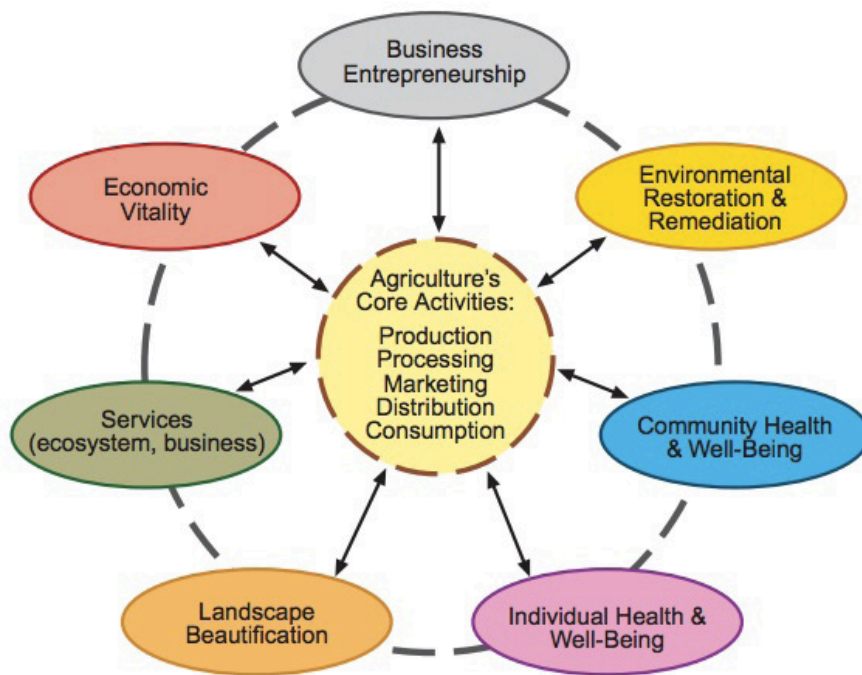 Business
Entrepreneurship
Economic
Vitality
Environmental
Restoration &
Remediation
Agriculture's
Core Activities:
Production
Processing
Marketing
Distribution
Consumption
Services
(ecosystem, business)
Community Health
& Well-Being
Landscape
Beautification
Individual Health &
Well-Being